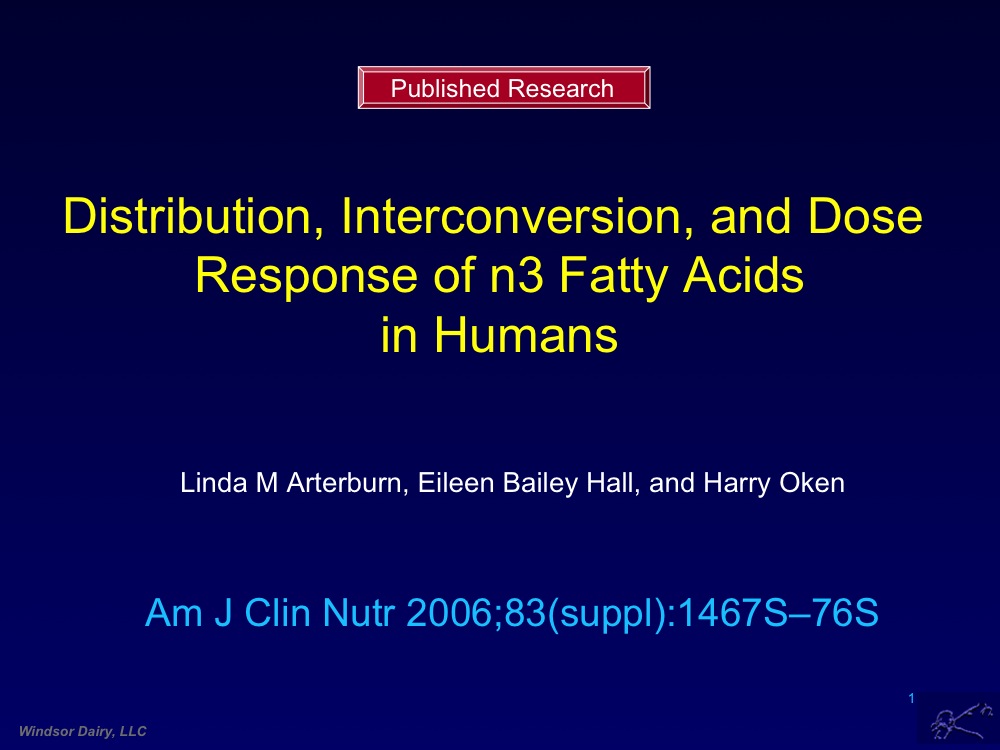 Published Research
Distribution, Interconversion, and Dose
Response of n3 Fatty Acids
in Humans
Linda M Arterburn, Eileen Bailey Hall, and Harry Oken
Am J Clin Nutr 2006;83(suppl):1467S–76S
1
Windsor Dairy, LLC